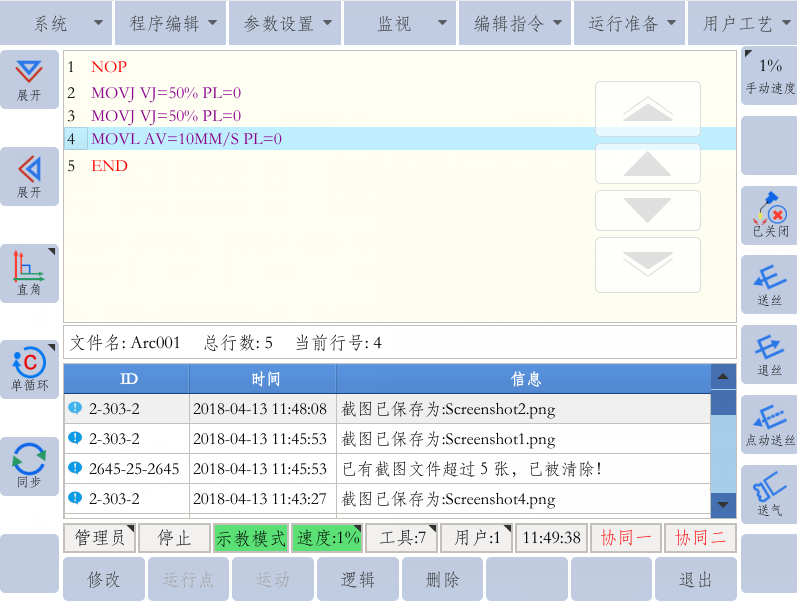 系统 程序编辑 参数设置 监视 编辑指令 运行准备 用户工艺
展开
展开
直角
C
单循环
同步
1 NOP
2 MOVJ VJ=50% PL=0
3 MOVJ VJ=50% PL=0
4 MOVL AV=10MM/S PL=0
5 END
文件名: Arc001 总行数: 5 当前行号: 4
ID 时间 信息
2-303-2 2018-04-13 11:48:08 截图已保存为:Screenshot2.png
2-303-2 2018-04-13 11:45:53 截图已保存为:Screenshot1.png
2645-25-2645 2018-04-13 11:45:53 已有截图文件超过 5 张，已被清除!
2-303-2 2018-04-13 11:43:27 截图已保存为:Screenshot4.png
1%
手动速度
已关闭
送丝
退丝
点动送丝
送气
管理员 停止 示教模式 速度:1% 工具:7 用户:1 11:49:38 协同一 协同二
修改 运行点 运动 逻辑 删除 退出